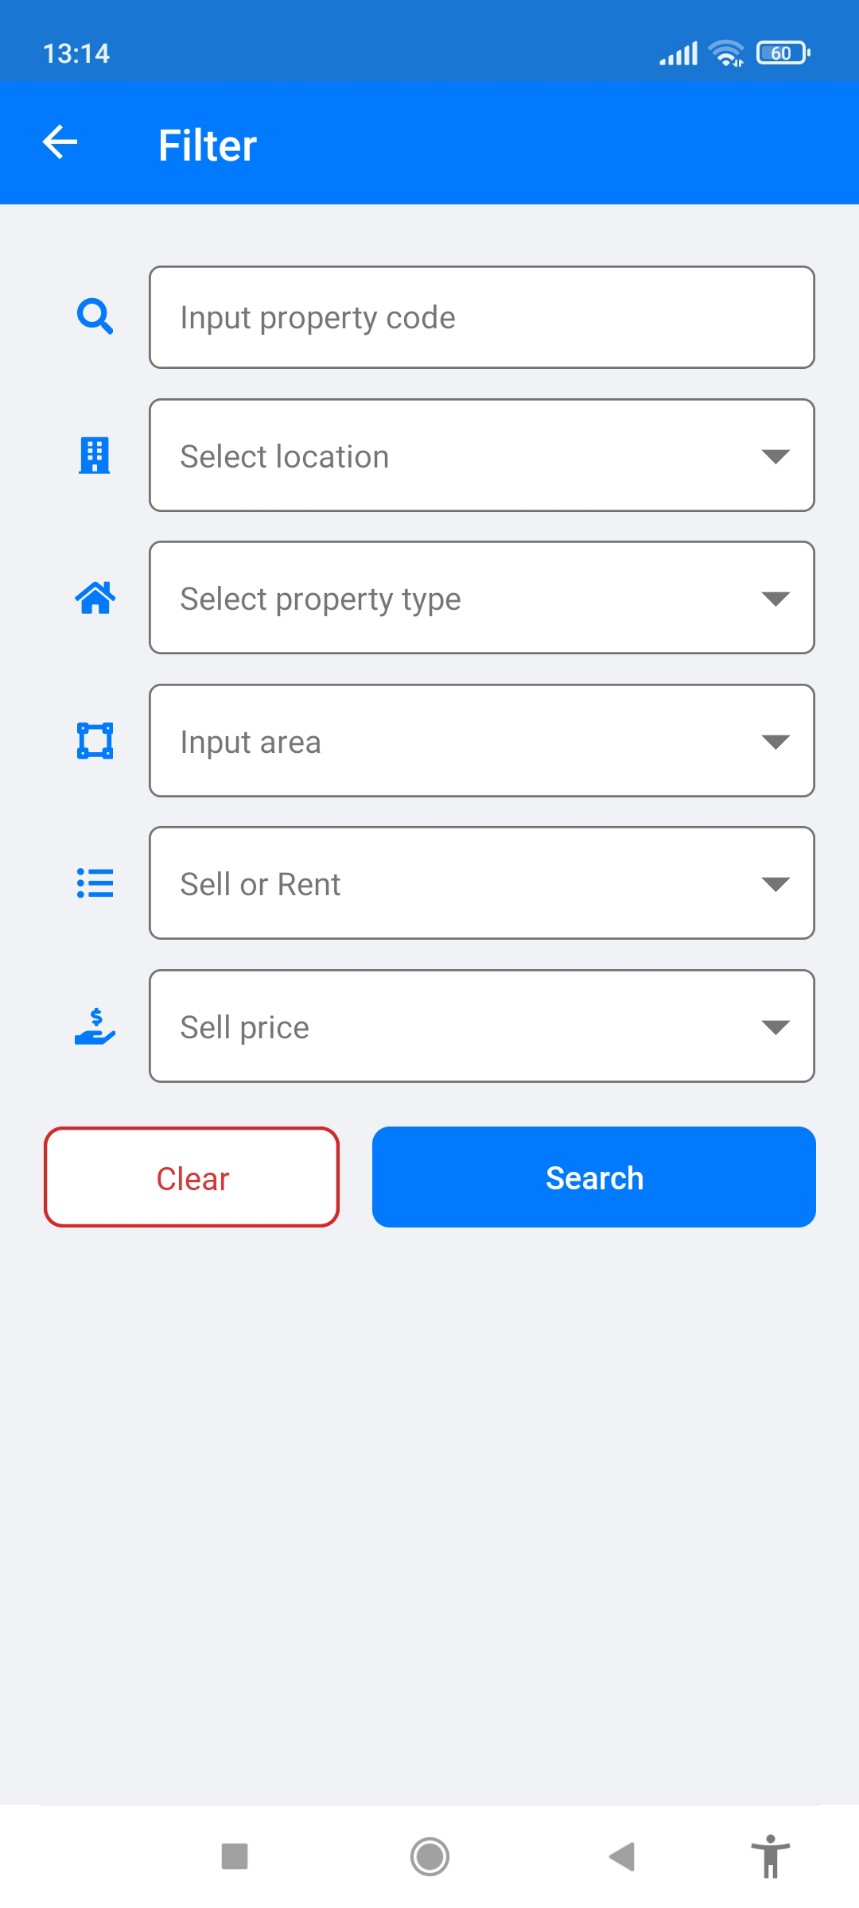 13:14
60
Filter
Input property code
Select location
Select property type
Input area
Sell or Rent
$
Sell price
Clear
Search